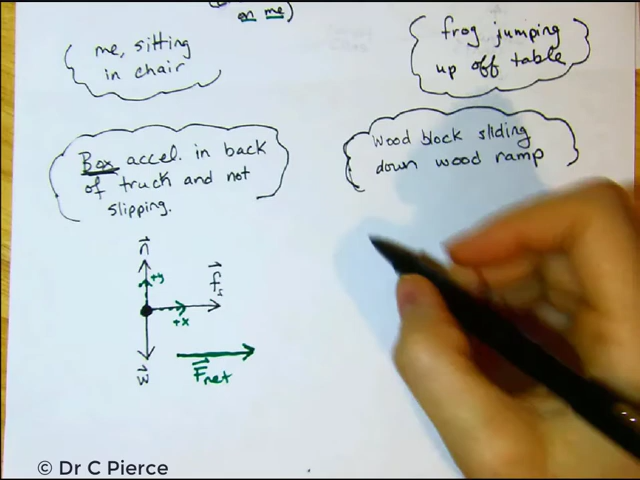 on me)
me, sitting
in chair
frog jumping
up off table
Box accel. in back
of truck and not
slipping.
Wood block sliding
down wood ramp
n
+y
fs
+x
w
Fnet
© Dr C Pierce